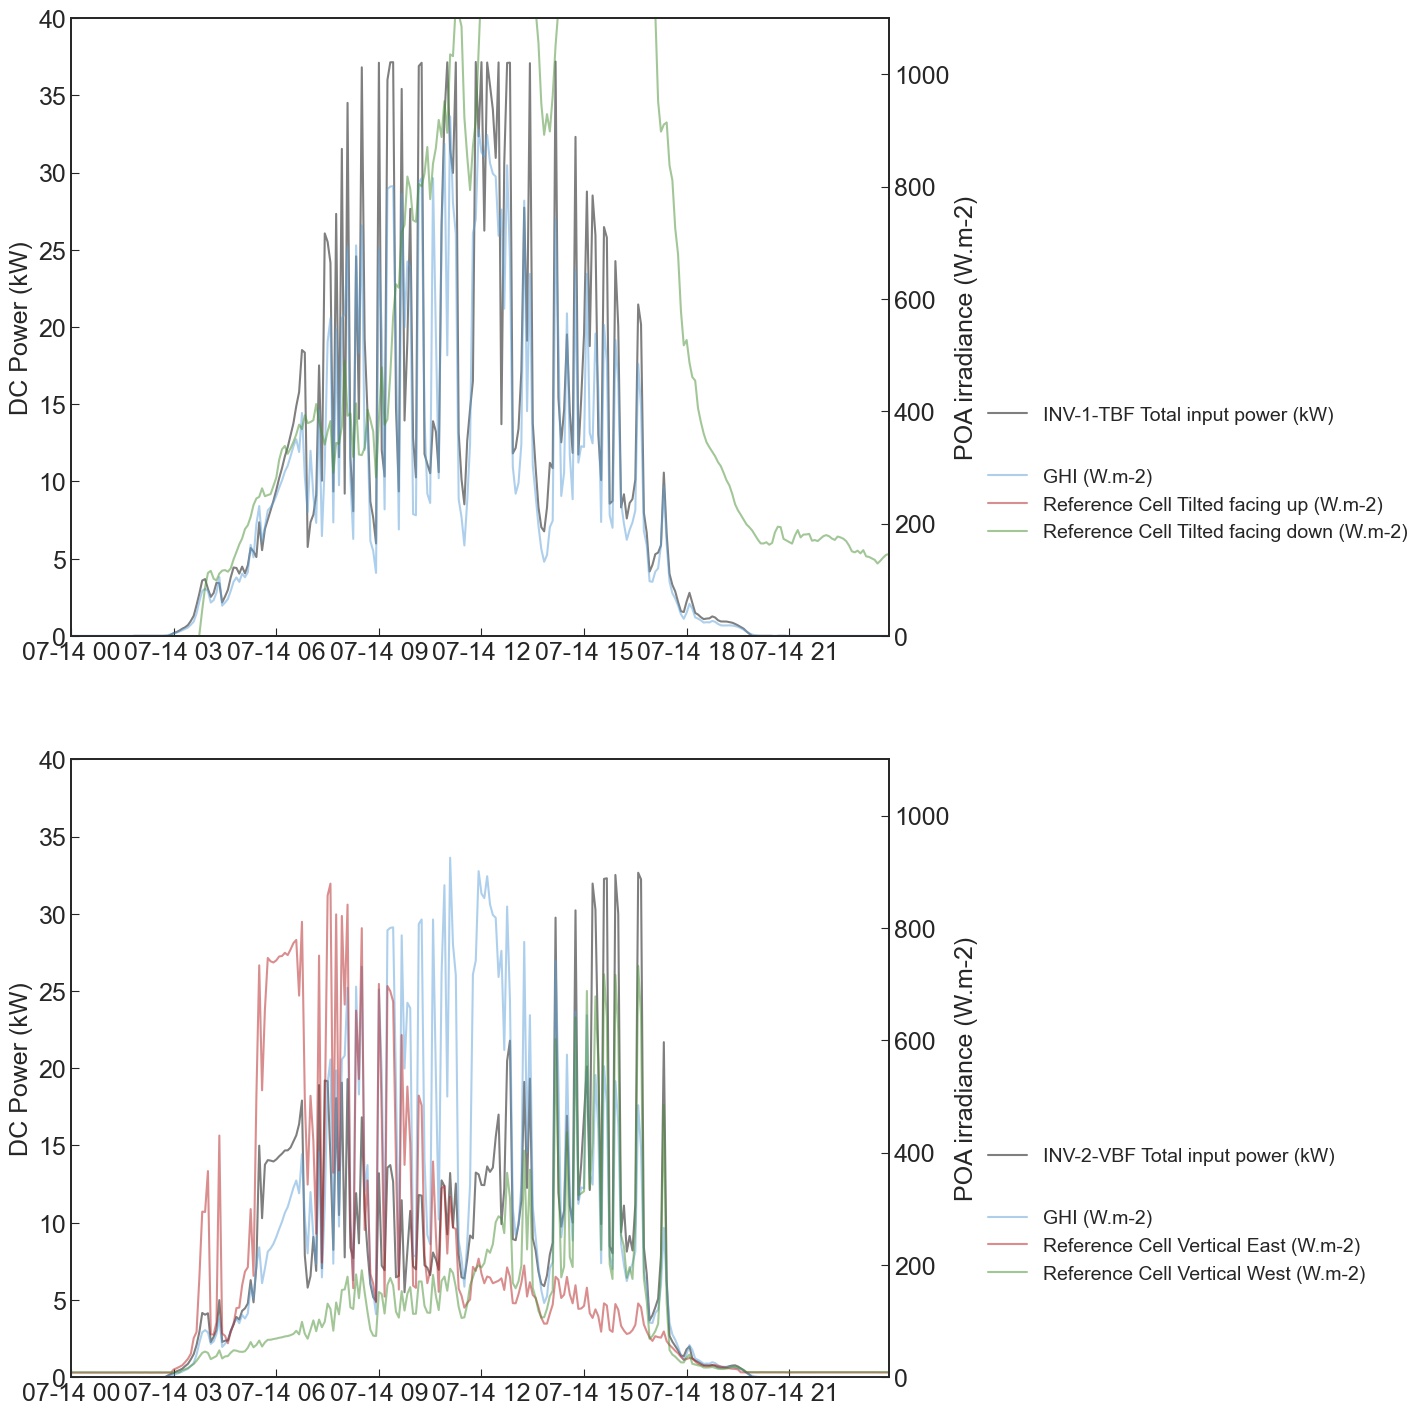 40
35
30
25
20
15
10
5
0
DC Power (kW)
1000
800
600
400
200
0
POA irradiance (W.m-2)
07-14 00 07-14 03 07-14 06 07-14 09 07-14 12 07-14 15 07-14 18 07-14 21
INV-1-TBF Total input power (kW)
GHI (W.m-2)
Reference Cell Tilted facing up (W.m-2)
Reference Cell Tilted facing down (W.m-2)
40
35
30
25
20
15
10
5
0
DC Power (kW)
1000
800
600
400
200
0
POA irradiance (W.m-2)
07-14 00 07-14 03 07-14 06 07-14 09 07-14 12 07-14 15 07-14 18 07-14 21
INV-2-VBF Total input power (kW)
GHI (W.m-2)
Reference Cell Vertical East (W.m-2)
Reference Cell Vertical West (W.m-2)